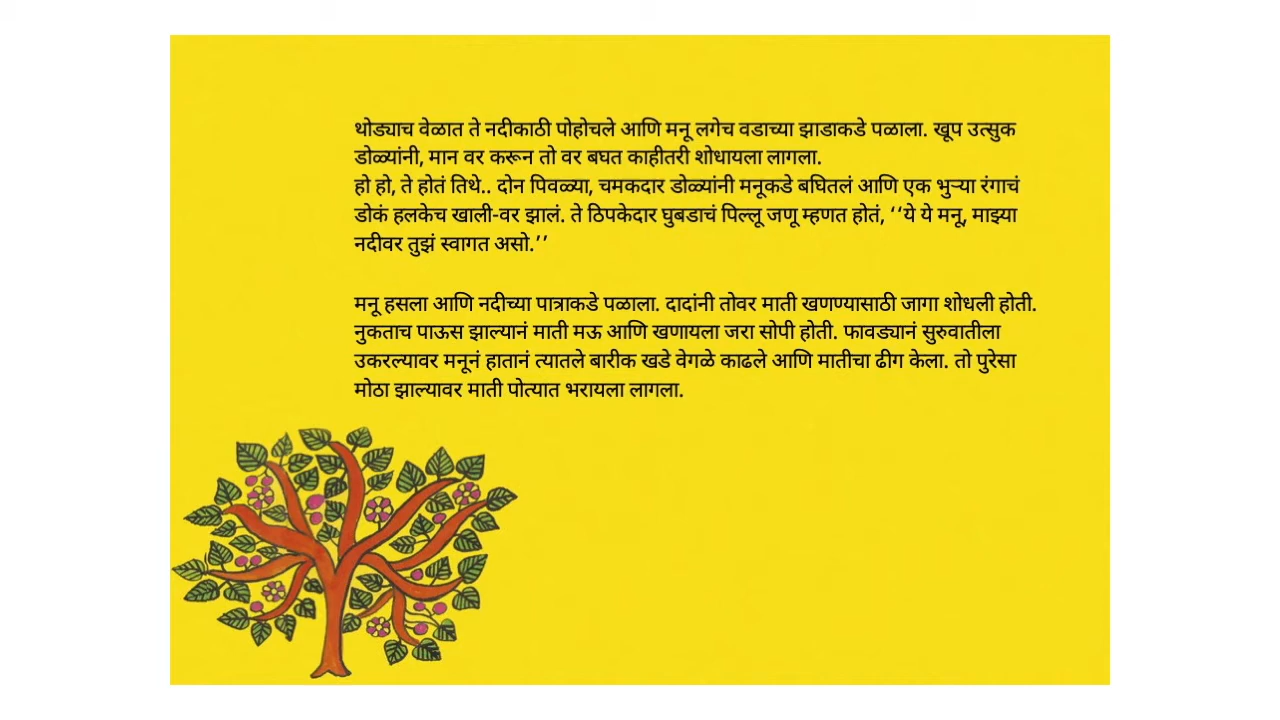 थोड्याच वेळात ते नदीकाठी पोहोचले आणि मनू लगेच वडाच्या झाडाकडे पळाला. खूप उत्सुक
डोळ्यांनी, मान वर करून तो वर बघत काहीतरी शोधायला लागला.
हो हो, ते होतं तिथे.. दोन पिवळ्या, चमकदार डोळ्यांनी मनूकडे बघितलं आणि एक भुऱ्या रंगाचं
डोकं हलकेच खाली-वर झालं. ते ठिपकेदार घुबडाचं पिल्लू जणू म्हणत होतं, ‘‘ये ये मनू, माझ्या
नदीवर तुझं स्वागत असो.’’
मनू हसला आणि नदीच्या पात्राकडे पळाला. दादांनी तोवर माती खणण्यासाठी जागा शोधली होती.
नुकताच पाऊस झाल्यानं माती मऊ आणि खणायला जरा सोपी होती. फावड्यानं सुरुवातीला
उकरल्यावर मनूनं हातानं त्यातले बारीक खडे वेगळे काढले आणि मातीचा ढीग केला. तो पुरेसा
मोठा झाल्यावर माती पोत्यात भरायला लागला.